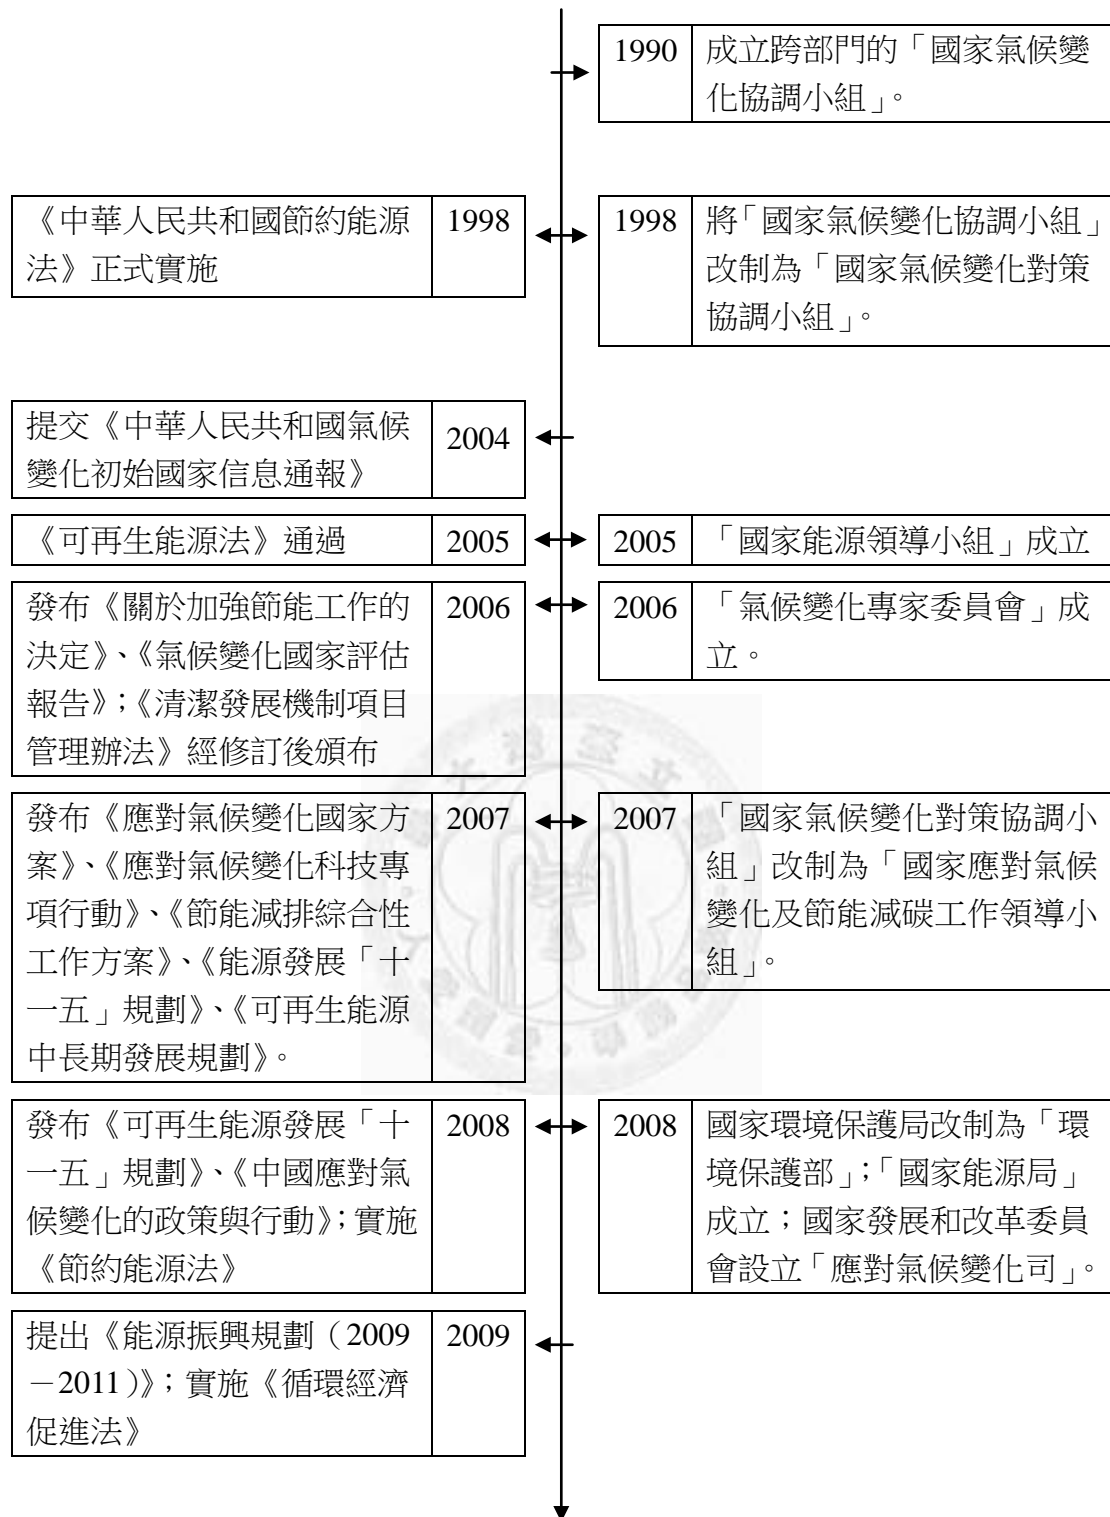 1990 成立跨部門的「國家氣候變
化協調小組」。
《中華人民共和國節約能源
法》正式實施
1998
1998 將「國家氣候變化協調小組」
改制為「國家氣候變化對策
協調小組」。
提交《中華人民共和國氣候
變化初始國家信息通報》
2004
《可再生能源法》通過 2005
2005 「國家能源領導小組」成立
發布《關於加強節能工作的
決定》、《氣候變化國家評估
報告》；《清潔發展機制項目
管理辦法》經修訂後頒布
2006
2006 「氣候變化專家委員會」成
立。
發布《應對氣候變化國家方
案》、《應對氣候變化科技專
項行動》、《節能減排綜合性
工作方案》、《能源發展「十
一五」規劃》、《可再生能源
中長期發展規劃》。
2007
2007 「國家氣候變化對策協調小
組」改制為「國家應對氣候
變化及節能減碳工作領導小
組」。
發布《可再生能源發展「十
一五」規劃》、《中國應對氣
候變化的政策與行動》；實施
《節約能源法》
2008
2008 國家環境保護局改制為「環
境保護部」；「國家能源局」
成立；國家發展和改革委員
會設立「應對氣候變化司」。
提出《能源振興規劃（2009
－2011）》；實施《循環經濟
促進法》
2009